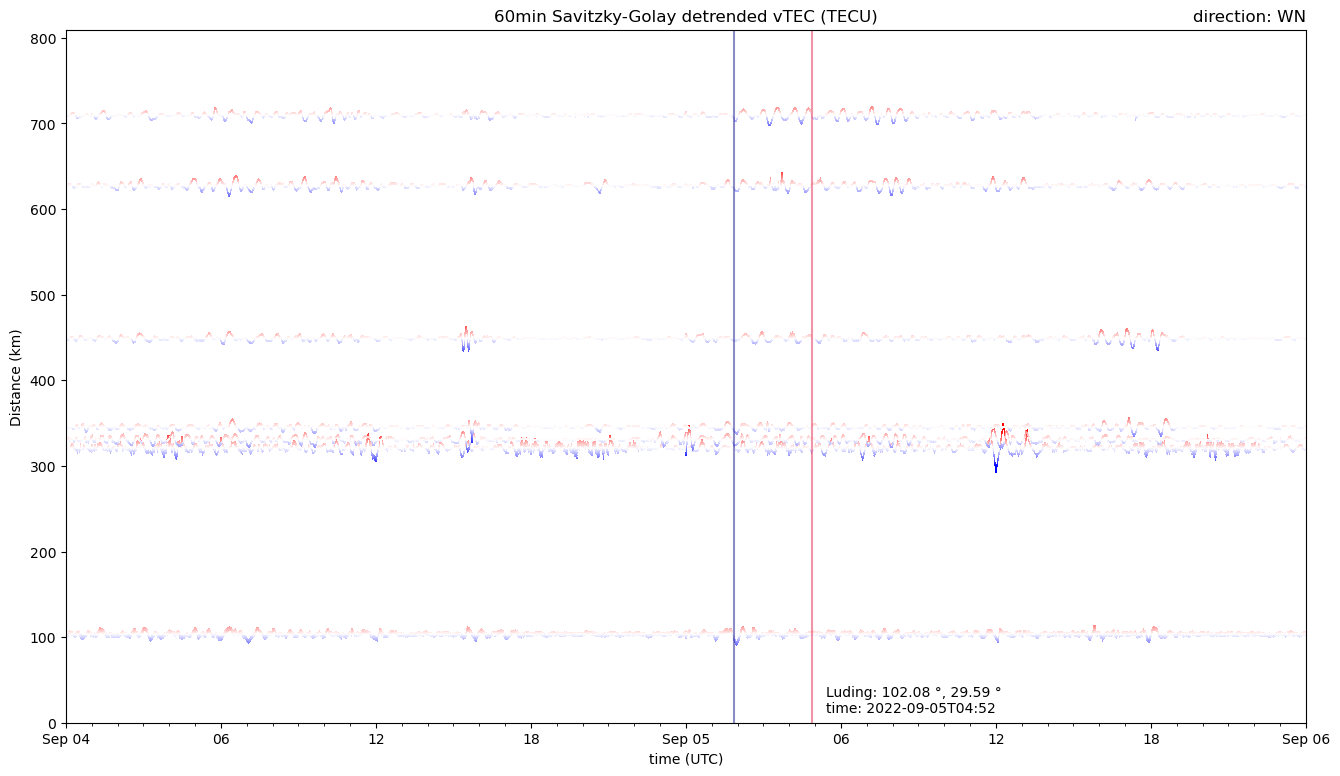 60min Savitzky-Golay detrended vTEC (TECU)
direction: WN
800
700
600
500
400
300
200
100
0
Distance (km)
Luding: 102.08 °, 29.59 °
time: 2022-09-05T04:52
Sep 04
06
12
18
Sep 05
06
12
18
Sep 06
time (UTC)